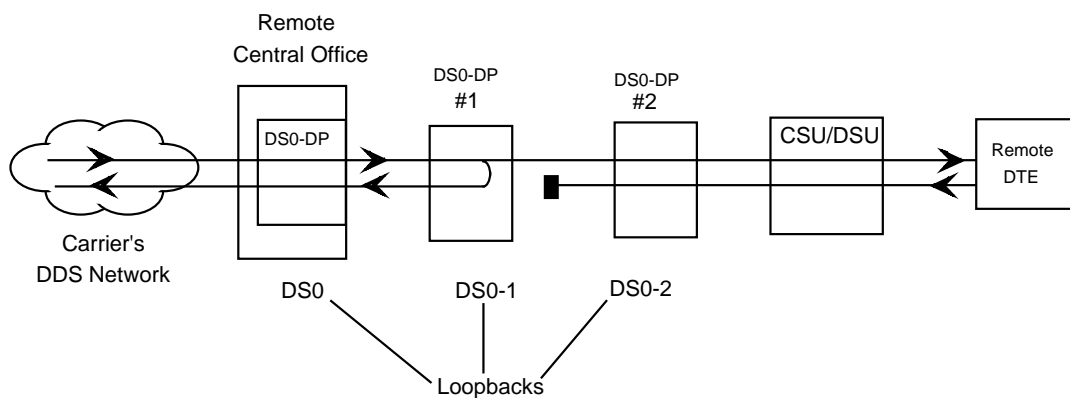 Remote
Central Office
DS0-DP
#1
DS0-DP
#2
DS0-DP
CSU/DSU
Remote
DTE
Carrier's
DDS Network
DS0
DS0-1
DS0-2
Loopbacks